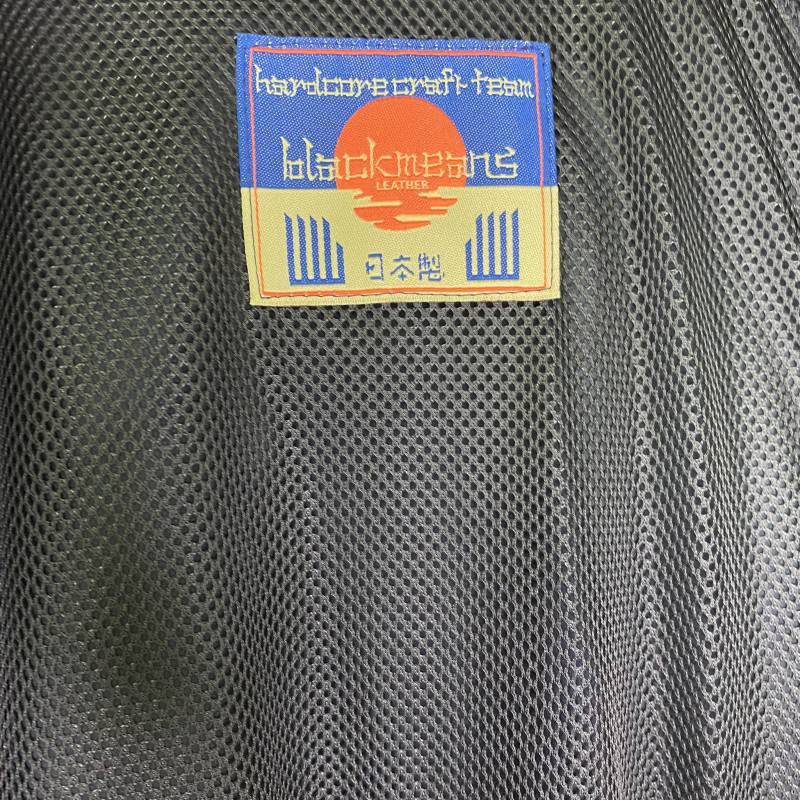 hardcore craft team
blackmeans
LEATHER
日本製